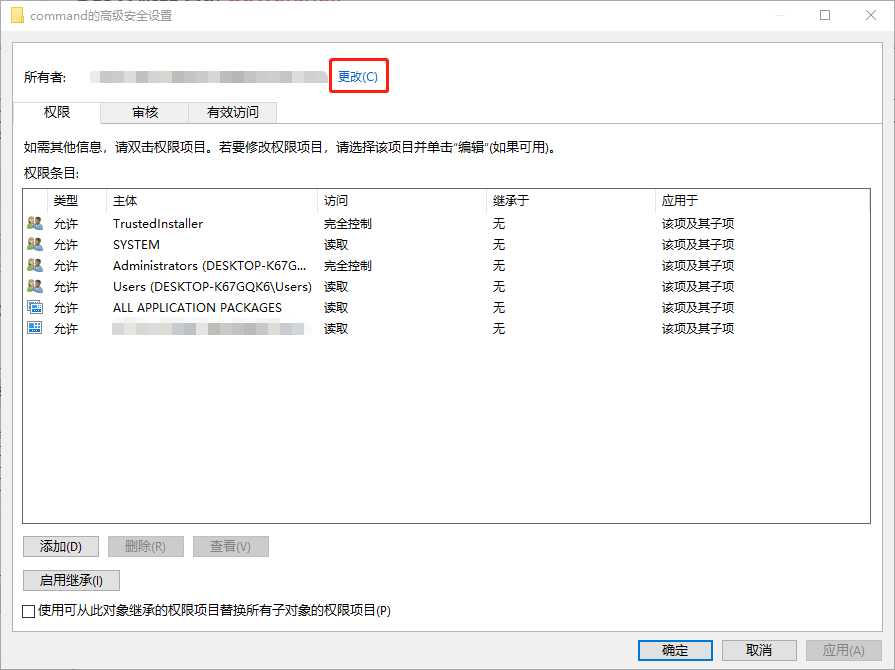 command的高级安全设置
所有者: 更改(C)
权限 审核 有效访问
如需其他信息，请双击权限项目。若要修改权限项目，请选择该项目并单击"编辑"(如果可用)。
权限条目:
类型 主体 访问 继承于 应用于
允许 TrustedInstaller 完全控制 无 该项及其子项
允许 SYSTEM 读取 无 该项及其子项
允许 Administrators (DESKTOP-K67G... 完全控制 无 该项及其子项
允许 Users (DESKTOP-K67GQK6\Users) 读取 无 该项及其子项
允许 ALL APPLICATION PACKAGES 读取 无 该项及其子项
允许 读取 无 该项及其子项
添加(D) 删除(R) 查看(V)
启用继承(I)
使用可从此对象继承的权限项目替换所有子对象的权限项目(P)
确定 取消 应用(A)